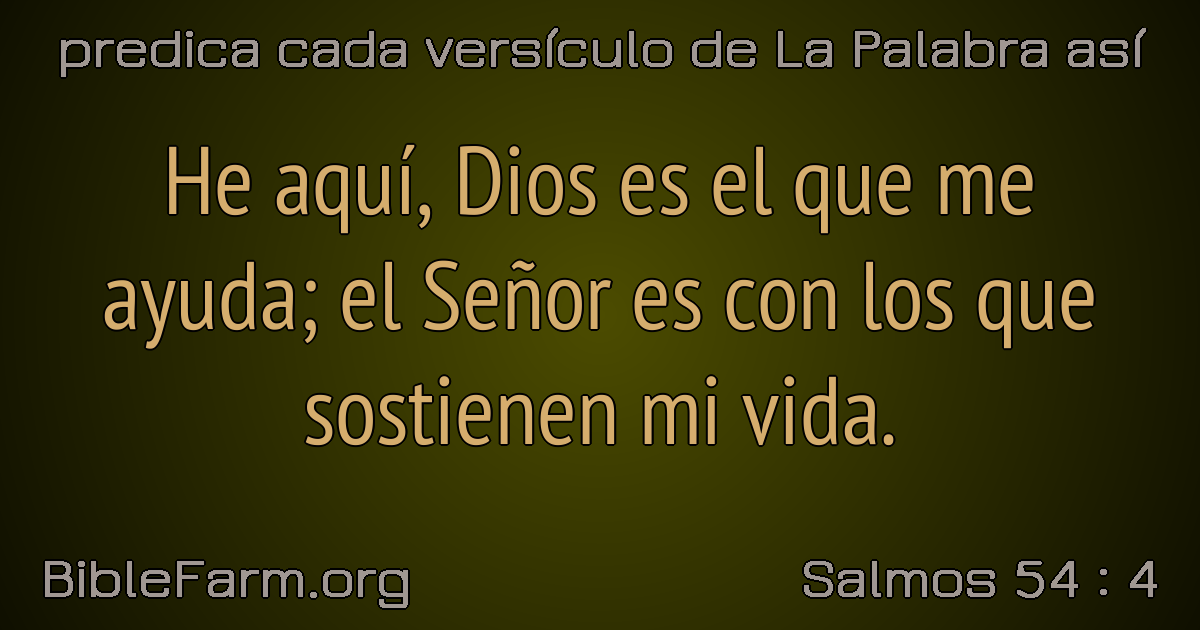 predica cada versículo de La Palabra así
He aquí, Dios es el que me
ayuda; el Señor es con los que
sostienen mi vida.
BibleFarm.org
Salmos 54 : 4